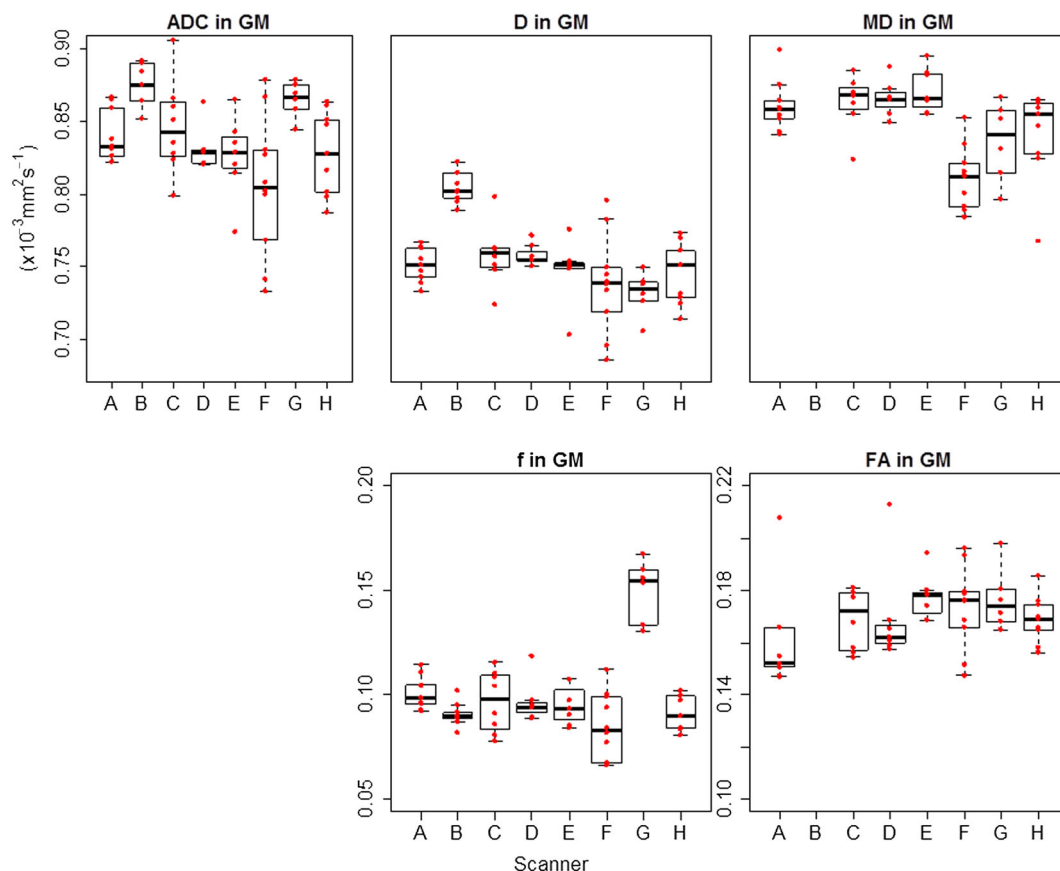 ADC in GM
D in GM
MD in GM
(x10⁻³mm²s⁻¹)
0.90
0.85
0.80
0.75
0.70
A B C D E F G H
A B C D E F G H
A B C D E F G H
f in GM
FA in GM
0.20
0.15
0.10
0.05
0.22
0.18
0.14
0.10
A B C D E F G H
A B C D E F G H
Scanner